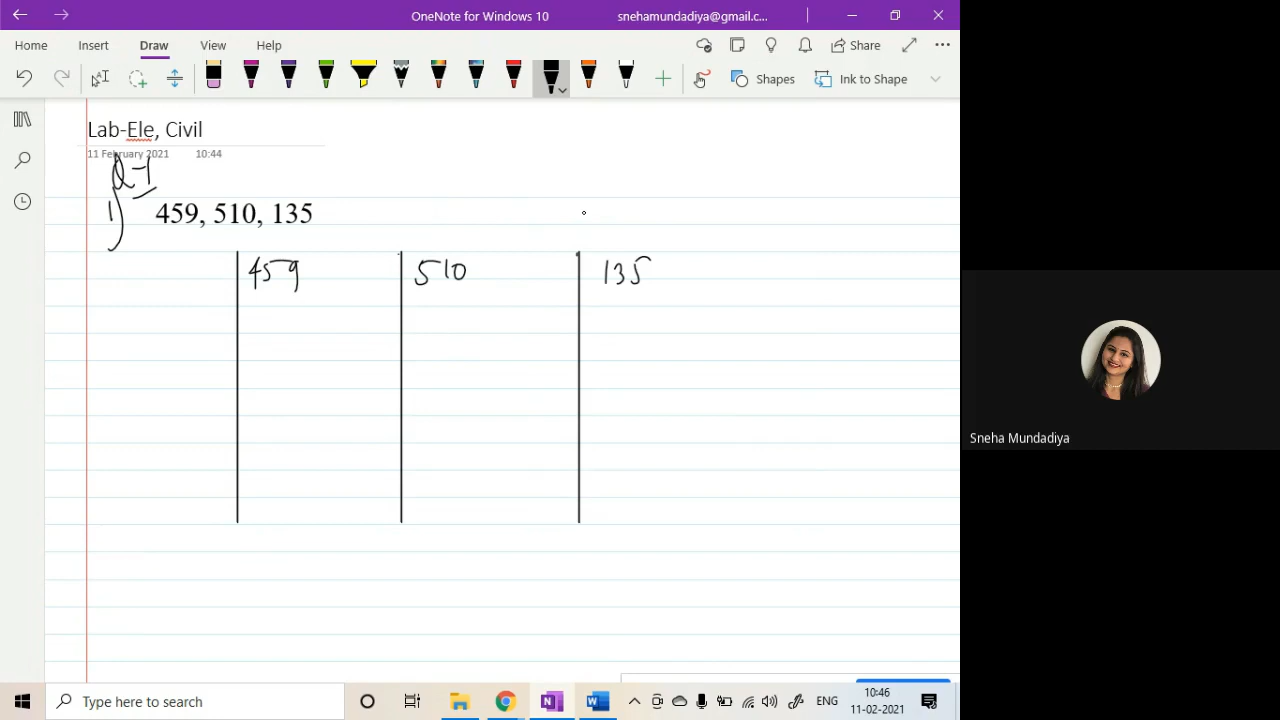 OneNote for Windows 10
snehamundadiya@gmail.c...
Home Insert Draw View Help
Share
Shapes
Ink to Shape
Lab-Ele, Civil
11 February 2021 10:44
1) 459, 510, 135
459 510 135
Sneha Mundadiya
Type here to search
ENG
10:46
11-02-2021